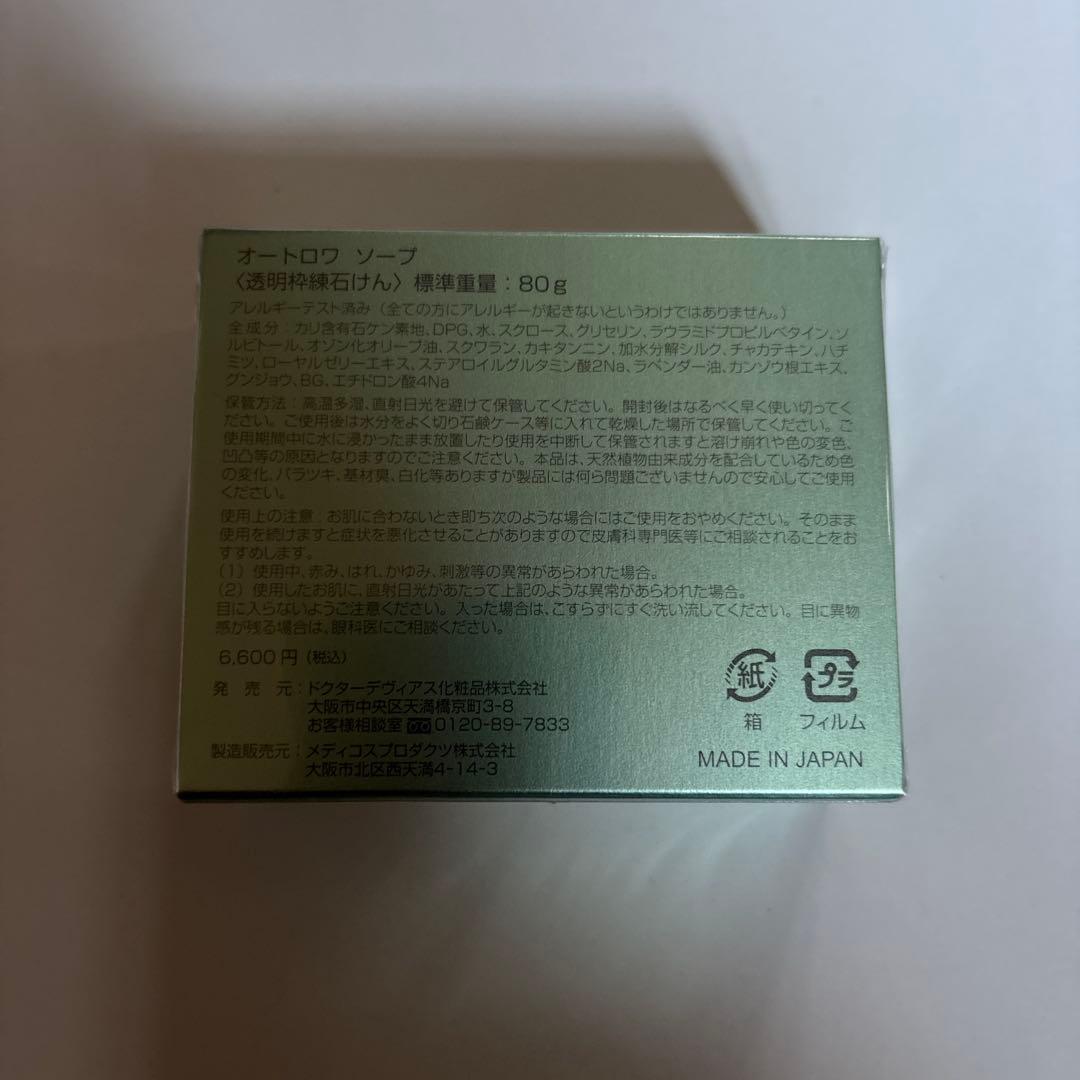 オートロワ ソープ
〈透明枠練石けん〉標準重量：80g
アレルギーテスト済み（全ての方にアレルギーが起きないというわけではありません。）
全成分：カリ含有石ケン素地、DPG、水、スクロース、グリセリン、ラウラミドプロピルベタイン、ソ
ルビトール、オゾン化オリーブ油、スクワラン、カキタンニン、加水分解シルク、チャカテキン、ハチ
ミツ、ローヤルゼリーエキス、ステアロイルグルタミン酸2Na、ラベンダー油、カンゾウ根エキス、
グンジョウ、BG、エチドロン酸4Na
保管方法：高温多湿、直射日光を避けて保管してください。開封後はなるべく早く使い切ってく
ださい。ご使用後は水分をよく切り石鹸ケース等に入れて乾燥した場所で保管してください。ご
使用期間中に水に浸かったまま放置したり使用を中断して保管されますと溶け崩れや色の変色、
凹凸等の原因となりますのでご注意ください。本品は、天然植物由来成分を配合しているため色
の変化、バラツキ、基材臭、白化等ありますが製品には何ら問題ございませんので安心してご使用
ください。
使用上の注意：お肌に合わないとき即ち次のような場合にはご使用をおやめください。そのまま
使用を続けますと症状を悪化させることがありますので皮膚科専門医等にご相談されることをお
すすめします。
（1）使用中、赤み、はれ、かゆみ、刺激等の異常があらわれた場合。
（2）使用したお肌に、直射日光があたって上記のような異常があらわれた場合。
目に入らないようご注意ください。入った場合は、こすらずにすぐ洗い流してください。目に異物
感が残る場合は、眼科医にご相談ください。
6,600円（税込）
発売元：ドクターデヴィアス化粧品株式会社
大阪市中央区天満橋京町3-8
お客様相談室 0120-89-7833
製造販売元：メディコスプロダクツ株式会社
大阪市北区西天満4-14-3
紙
箱
プラ
フィルム
MADE IN JAPAN